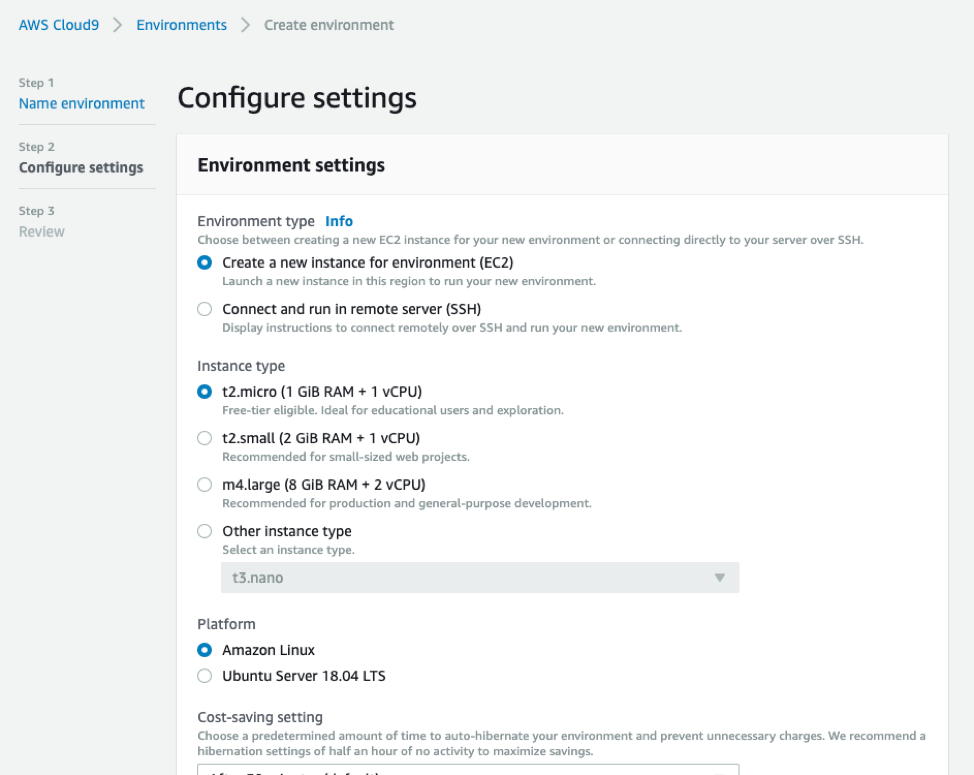 AWS Cloud9 > Environments > Create environment
Step 1
Name environment
Step 2
Configure settings
Step 3
Review
Configure settings
Environment settings
Environment type Info
Choose between creating a new EC2 instance for your new environment or connecting directly to your server over SSH.
Create a new instance for environment (EC2)
Launch a new instance in this region to run your new environment.
Connect and run in remote server (SSH)
Display instructions to connect remotely over SSH and run your new environment.
Instance type
t2.micro (1 GiB RAM + 1 vCPU)
Free-tier eligible. Ideal for educational users and exploration.
t2.small (2 GiB RAM + 1 vCPU)
Recommended for small-sized web projects.
m4.large (8 GiB RAM + 2 vCPU)
Recommended for production and general-purpose development.
Other instance type
Select an instance type.
t3.nano
Platform
Amazon Linux
Ubuntu Server 18.04 LTS
Cost-saving setting
Choose a predetermined amount of time to auto-hibernate your environment and prevent unnecessary charges. We recommend a
hibernation settings of half an hour of no activity to maximize savings.